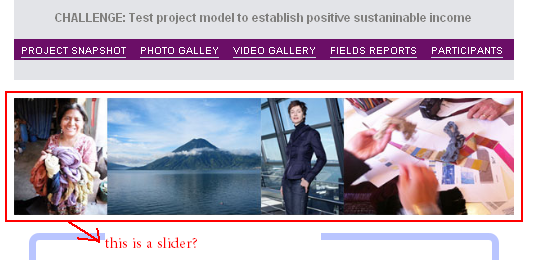 CHALLENGE: Test project model to establish positive sustaninable income
PROJECT SNAPSHOT PHOTO GALLEY VIDEO GALLERY FIELDS REPORTS PARTICIPANTS
this is a slider?